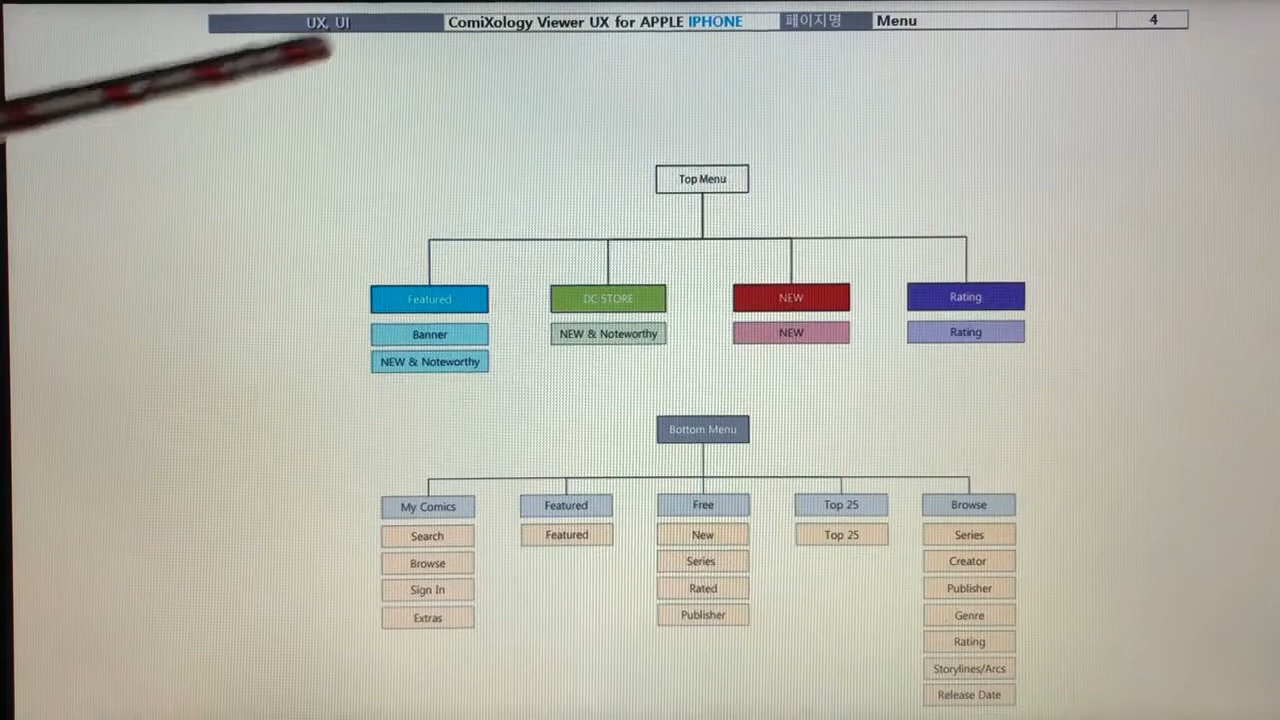 UX, UI ComiXology Viewer UX for APPLE IPHONE 페이지명 Menu 4
Top Menu
Featured DC STORE NEW Rating
Banner NEW & Noteworthy NEW Rating
NEW & Noteworthy
Bottom Menu
My Comics Featured Free Top 25 Browse
Search Featured New Top 25 Series
Browse Series Creator
Sign In Rated Publisher
Extras Publisher Genre
Rating
Storylines/Arcs
Release Date